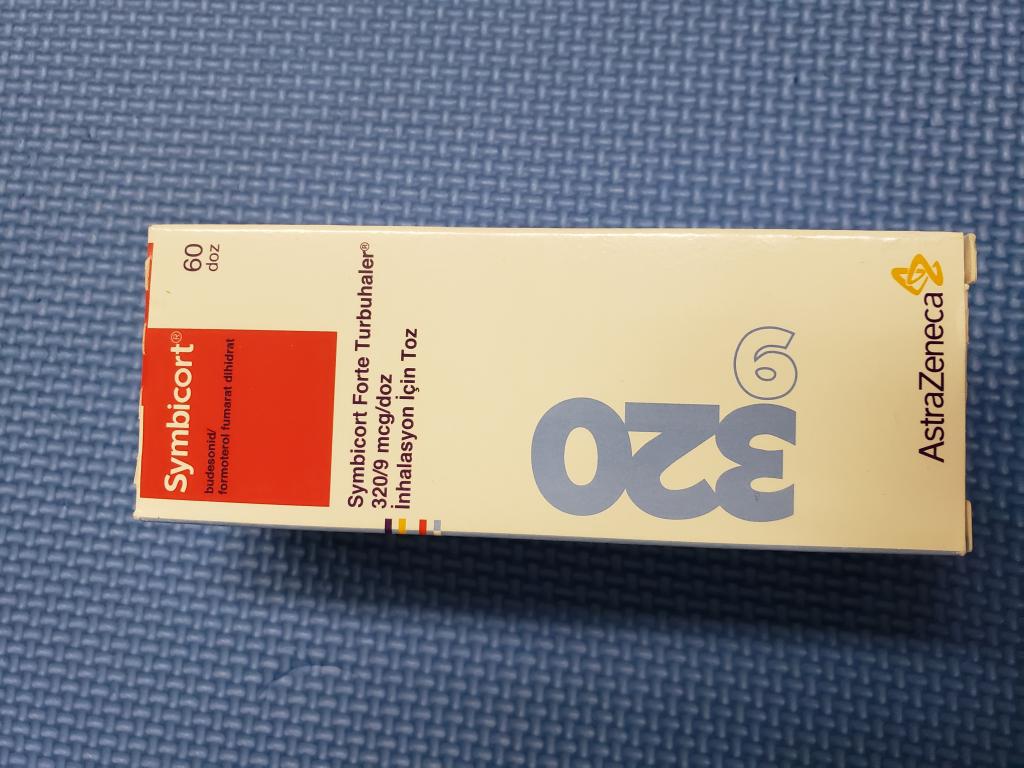 Symbicort®
budesonid/
formoterol fumarat dihidrat
60
doz
Symbicort Forte Turbuhaler®
320/9 mcg/doz
İnhalasyon İçin Toz
320
9
AstraZeneca